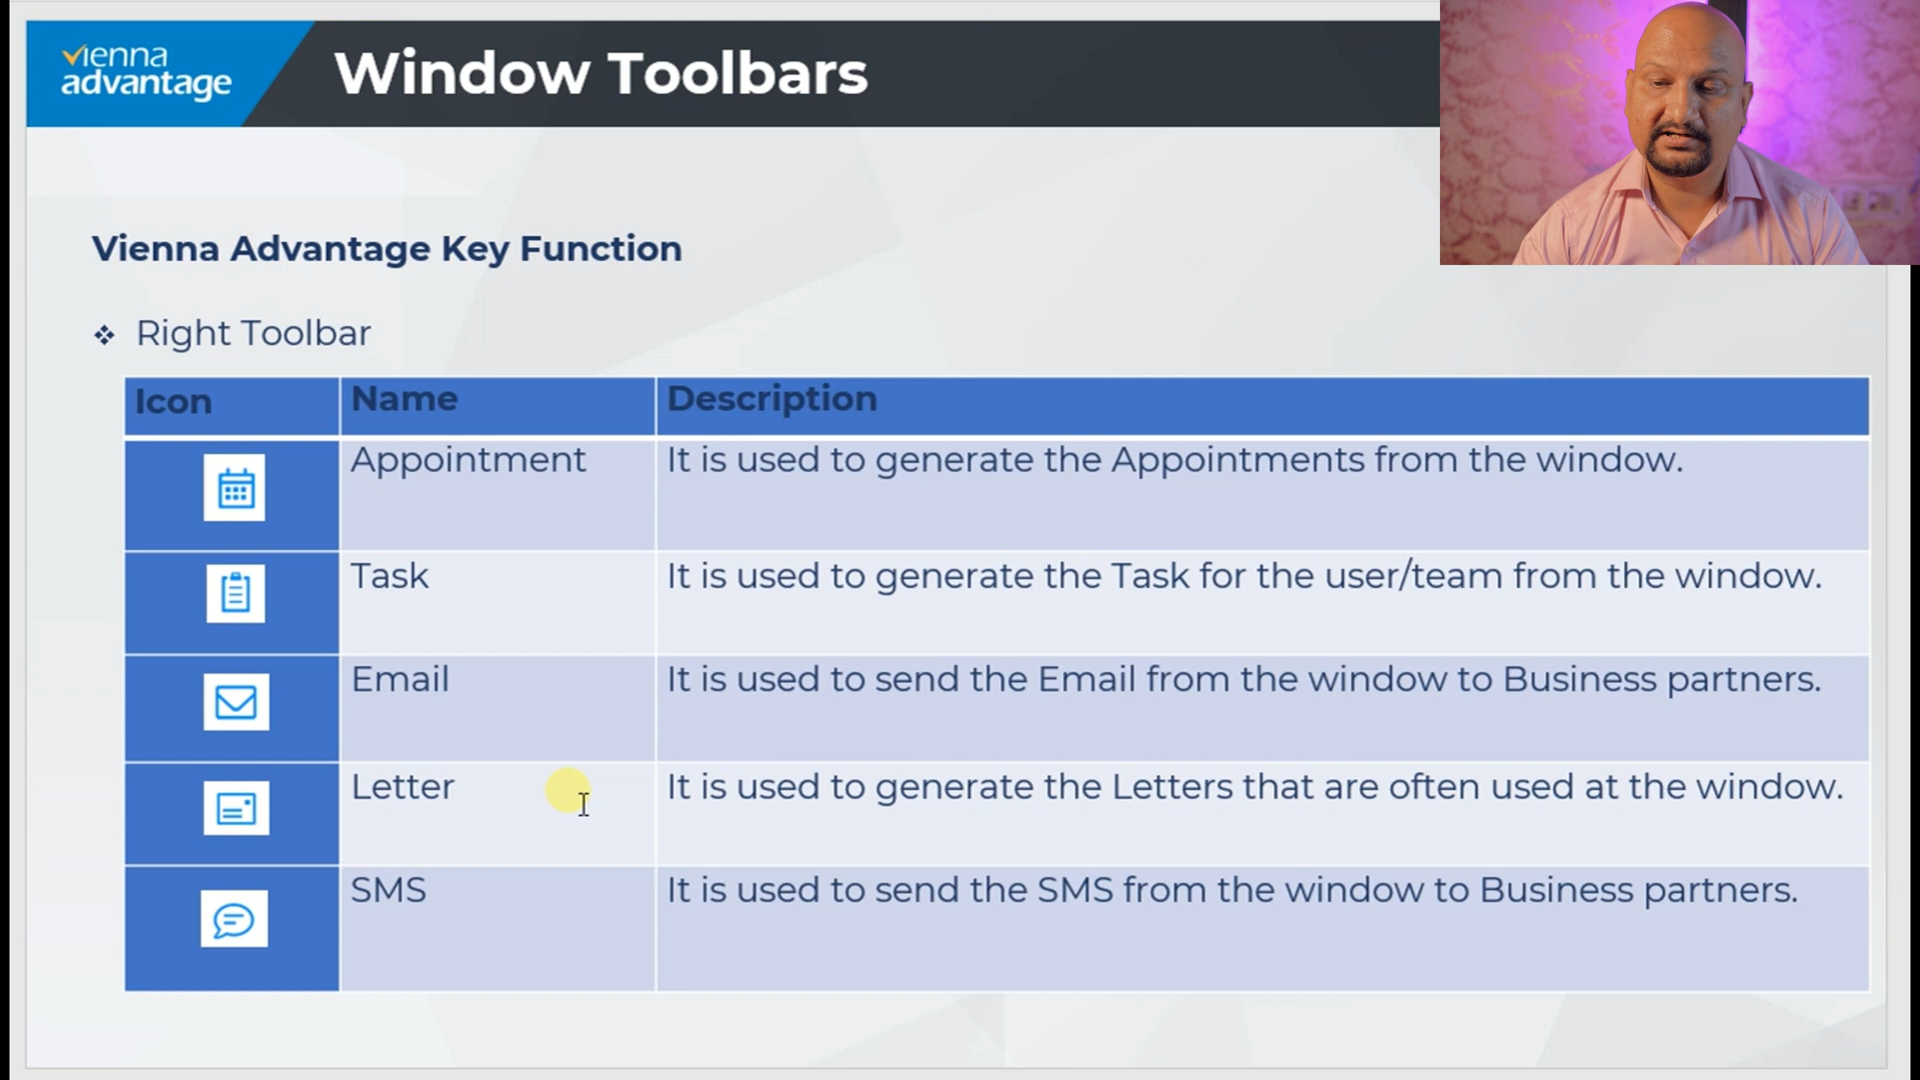 vienna
advantage
Window Toolbars
Vienna Advantage Key Function
❖ Right Toolbar
Icon Name Description
Appointment It is used to generate the Appointments from the window.
Task It is used to generate the Task for the user/team from the window.
Email It is used to send the Email from the window to Business partners.
Letter It is used to generate the Letters that are often used at the window.
SMS It is used to send the SMS from the window to Business partners.